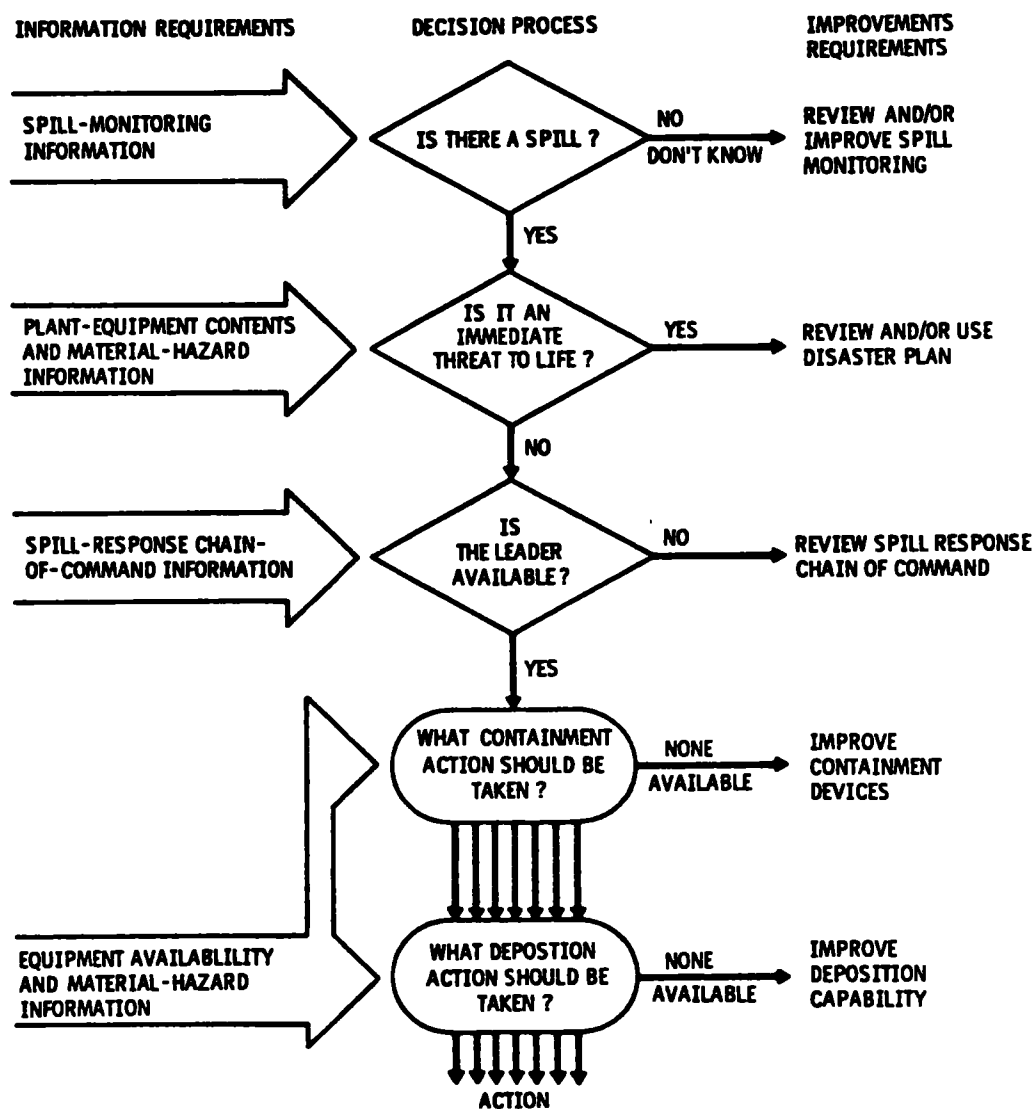 INFORMATION REQUIREMENTS
DECISION PROCESS
IMPROVEMENTS
REQUIREMENTS
SPILL-MONITORING
INFORMATION
IS THERE A SPILL ?
NO
DON'T KNOW
REVIEW AND/OR
IMPROVE SPILL
MONITORING
YES
PLANT-EQUIPMENT CONTENTS
AND MATERIAL-HAZARD
INFORMATION
IS IT AN
IMMEDIATE
THREAT TO LIFE ?
YES
REVIEW AND/OR USE
DISASTER PLAN
NO
SPILL-RESPONSE CHAIN-
OF-COMMAND INFORMATION
IS
THE LEADER
AVAILABLE ?
NO
REVIEW SPILL RESPONSE
CHAIN OF COMMAND
YES
WHAT CONTAINMENT
ACTION SHOULD BE
TAKEN ?
NONE
AVAILABLE
IMPROVE
CONTAINMENT
DEVICES
EQUIPMENT AVAILABLILITY
AND MATERIAL-HAZARD
INFORMATION
WHAT DEPOSTION
ACTION SHOULD BE
TAKEN ?
NONE
AVAILABLE
IMPROVE
DEPOSITION
CAPABILITY
ACTION